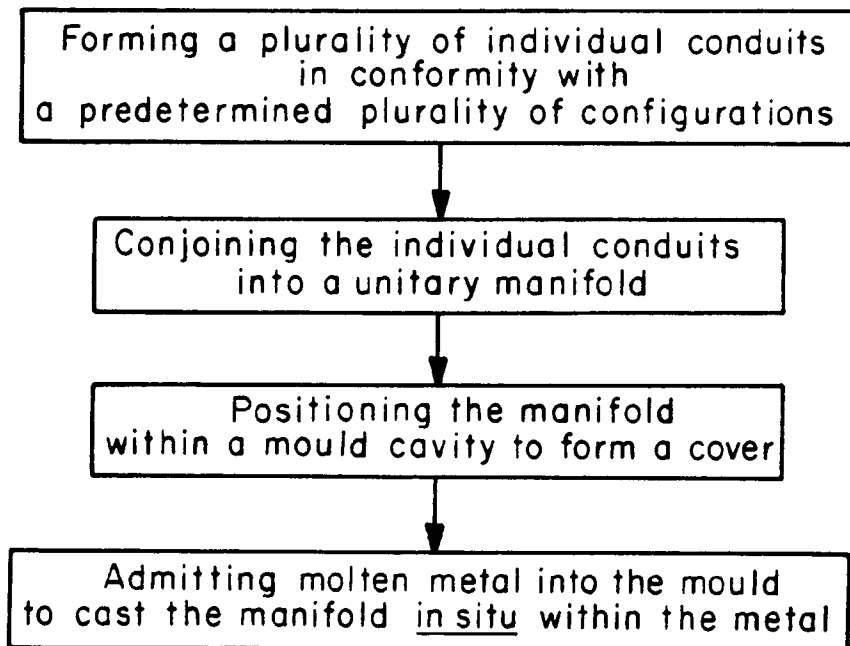 Forming a plurality of individual conduits
in conformity with
a predetermined plurality of configurations
Conjoining the individual conduits
into a unitary manifold
Positioning the manifold
within a mould cavity to form a cover
Admitting molten metal into the mould
to cast the manifold in situ within the metal